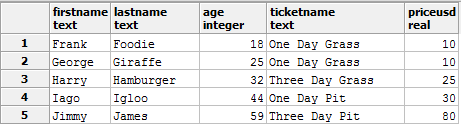 firstname lastname age ticketname priceusd
text text integer text real
1 Frank Foodie 18 One Day Grass 10
2 George Giraffe 25 One Day Grass 10
3 Harry Hamburger 32 Three Day Grass 25
4 Iago Igloo 44 One Day Pit 30
5 Jimmy James 59 Three Day Pit 80